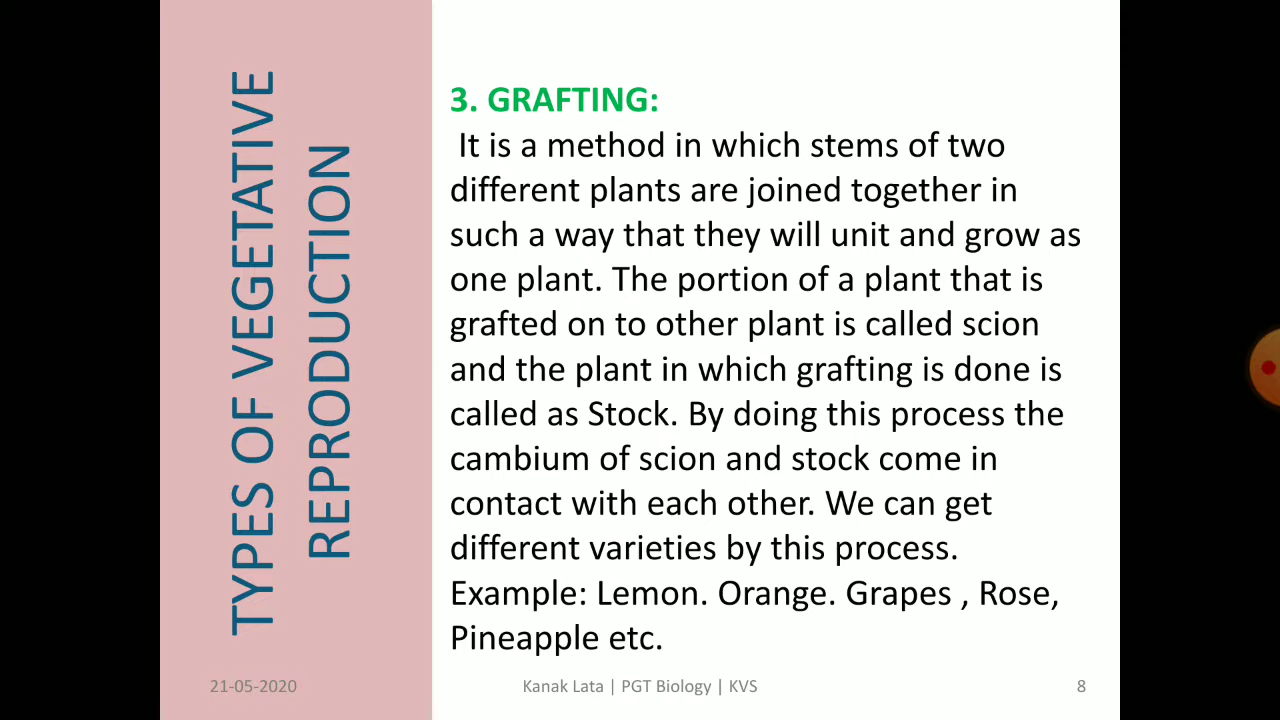 TYPES OF VEGETATIVE
REPRODUCTION
3. GRAFTING:
It is a method in which stems of two
different plants are joined together in
such a way that they will unit and grow as
one plant. The portion of a plant that is
grafted on to other plant is called scion
and the plant in which grafting is done is
called as Stock. By doing this process the
cambium of scion and stock come in
contact with each other. We can get
different varieties by this process.
Example: Lemon. Orange. Grapes , Rose,
Pineapple etc.
21-05-2020
Kanak Lata | PGT Biology | KVS
8